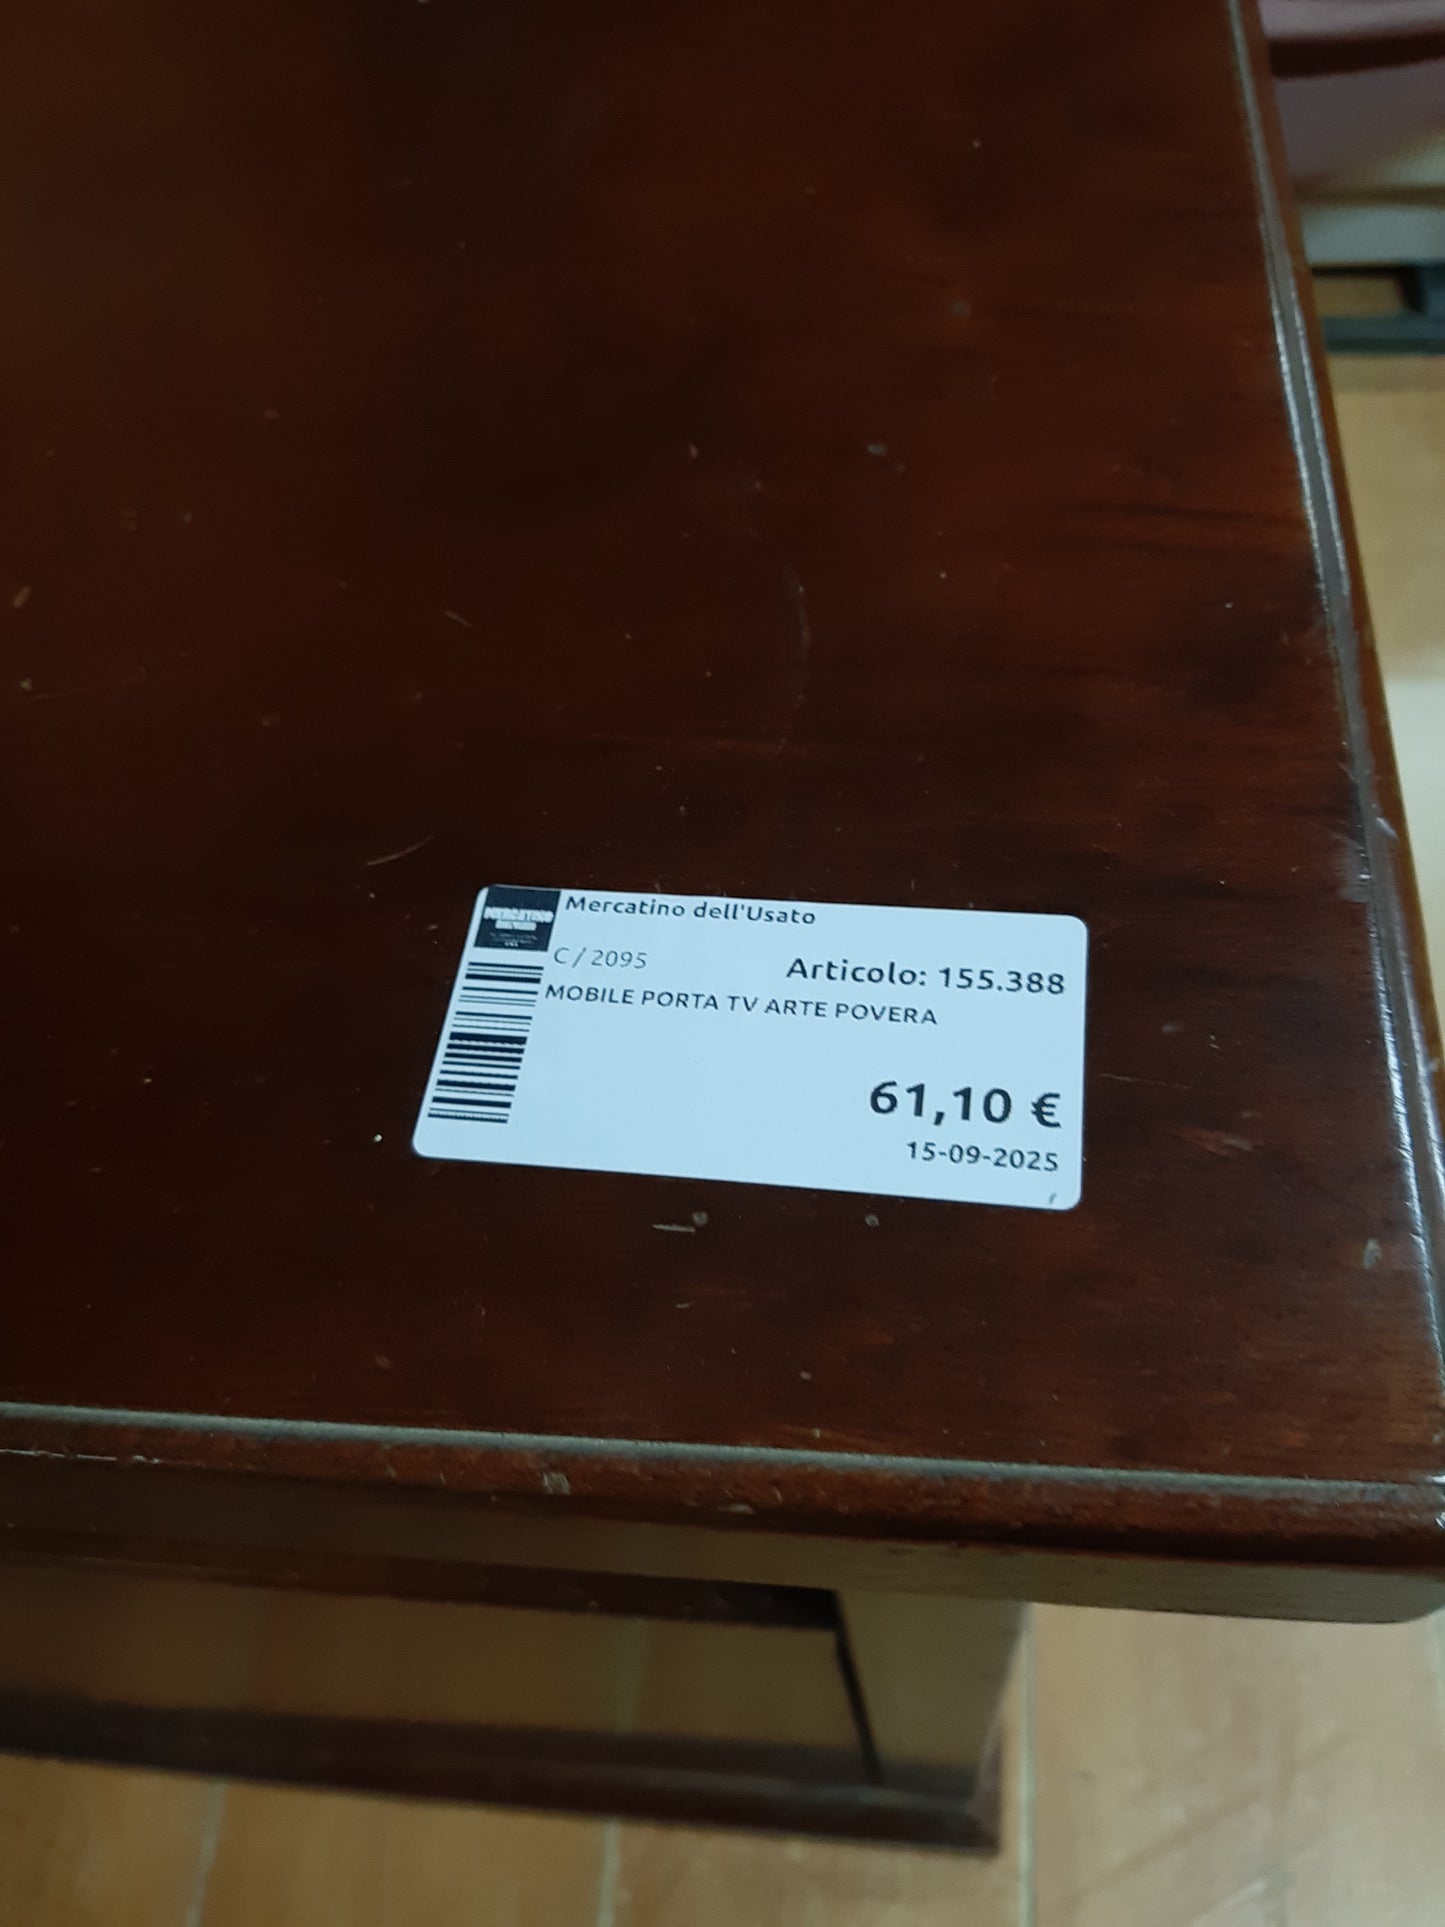 Mercatino dell'Usato
C / 2095
Articolo: 155.388
MOBILE PORTA TV ARTE POVERA
61,10 €
15-09-2025